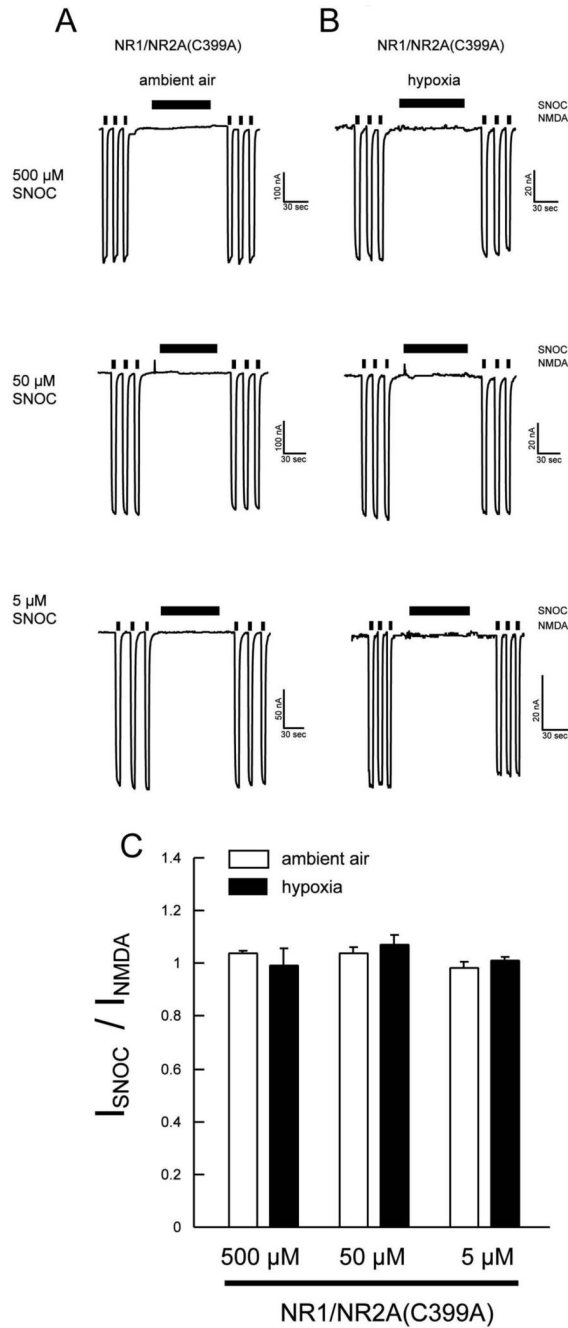 A
B
NR1/NR2A(C399A)
NR1/NR2A(C399A)
ambient air
hypoxia
SNOC
NMDA
500 µM
SNOC
100 nA
30 sec
20 nA
30 sec
SNOC
NMDA
50 µM
SNOC
100 nA
30 sec
20 nA
30 sec
5 µM
SNOC
SNOC
NMDA
50 nA
30 sec
20 nA
30 sec
C
ambient air
hypoxia
1.4
1.2
1
0.8
0.6
0.4
0.2
0
I SNOC / I NMDA
500 µM 50 µM 5 µM
NR1/NR2A(C399A)